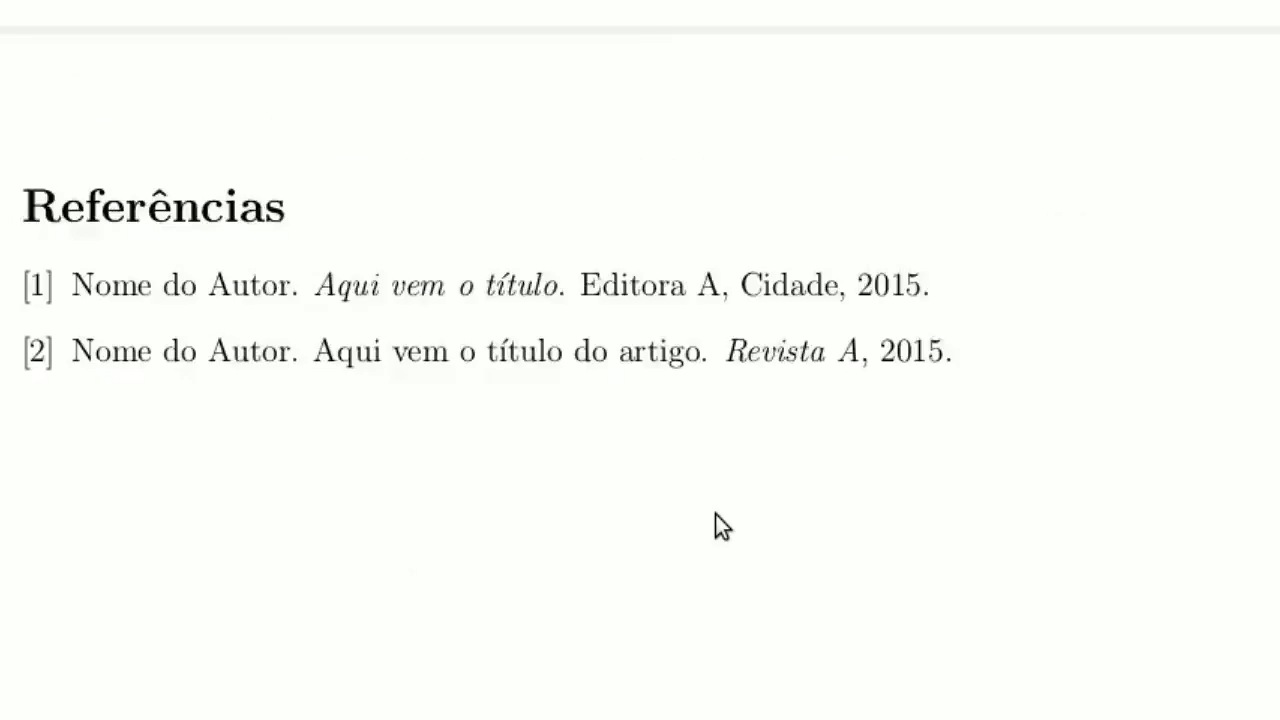 Referências
[1] Nome do Autor. Aqui vem o título. Editora A, Cidade, 2015.
[2] Nome do Autor. Aqui vem o título do artigo. Revista A, 2015.